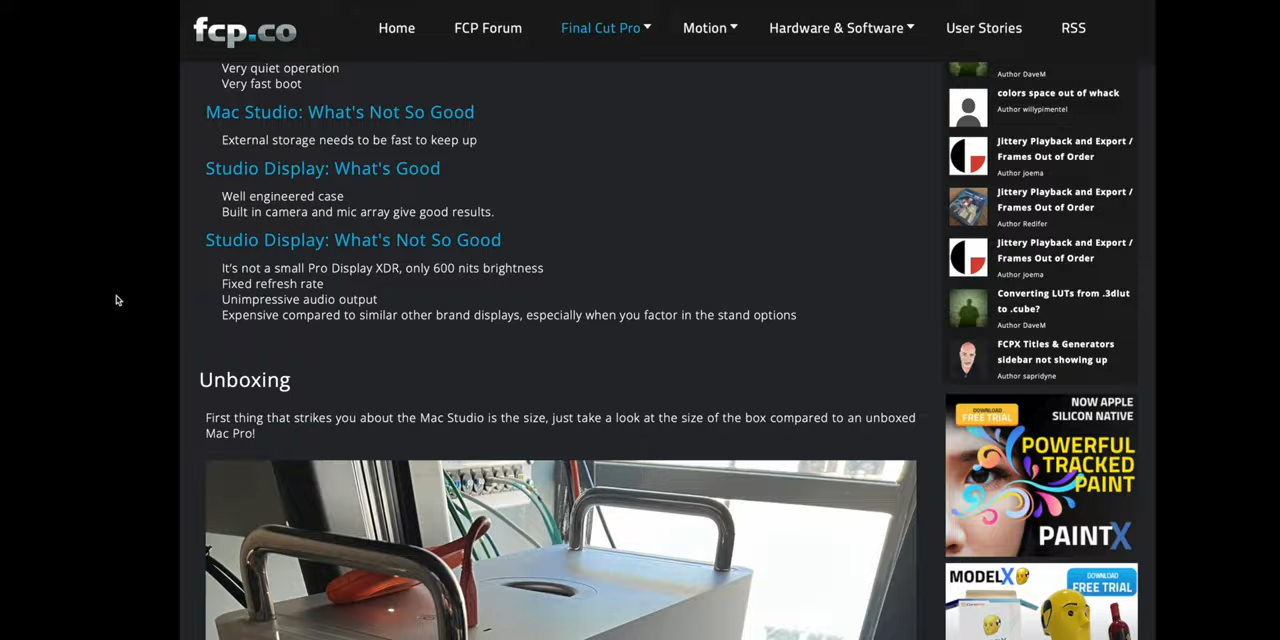 fcp.co
Home
FCP Forum
Final Cut Pro
Motion
Hardware & Software
User Stories
RSS
Very quiet operation
Very fast boot
Mac Studio: What's Not So Good
External storage needs to be fast to keep up
Studio Display: What's Good
Well engineered case
Built in camera and mic array give good results.
Studio Display: What's Not So Good
It's not a small Pro Display XDR, only 600 nits brightness
Fixed refresh rate
Unimpressive audio output
Expensive compared to similar other brand displays, especially when you factor in the stand options
Unboxing
First thing that strikes you about the Mac Studio is the size, just take a look at the size of the box compared to an unboxed
Mac Pro!
Author DaveM
colors space out of whack
Author willypimentel
Jittery Playback and Export /
Frames Out of Order
Author joema
Jittery Playback and Export /
Frames Out of Order
Author Redifer
Jittery Playback and Export /
Frames Out of Order
Author joema
Converting LUTs from .3dlut
to .cube?
Author DaveM
FCPX Titles & Generators
sidebar not showing up
Author sapridyne
DOWNLOAD
FREE TRIAL
NOW APPLE
SILICON NATIVE
POWERFUL
TRACKED
PAINT
PAINTX
MODELX
DOWNLOAD
FREE TRIAL